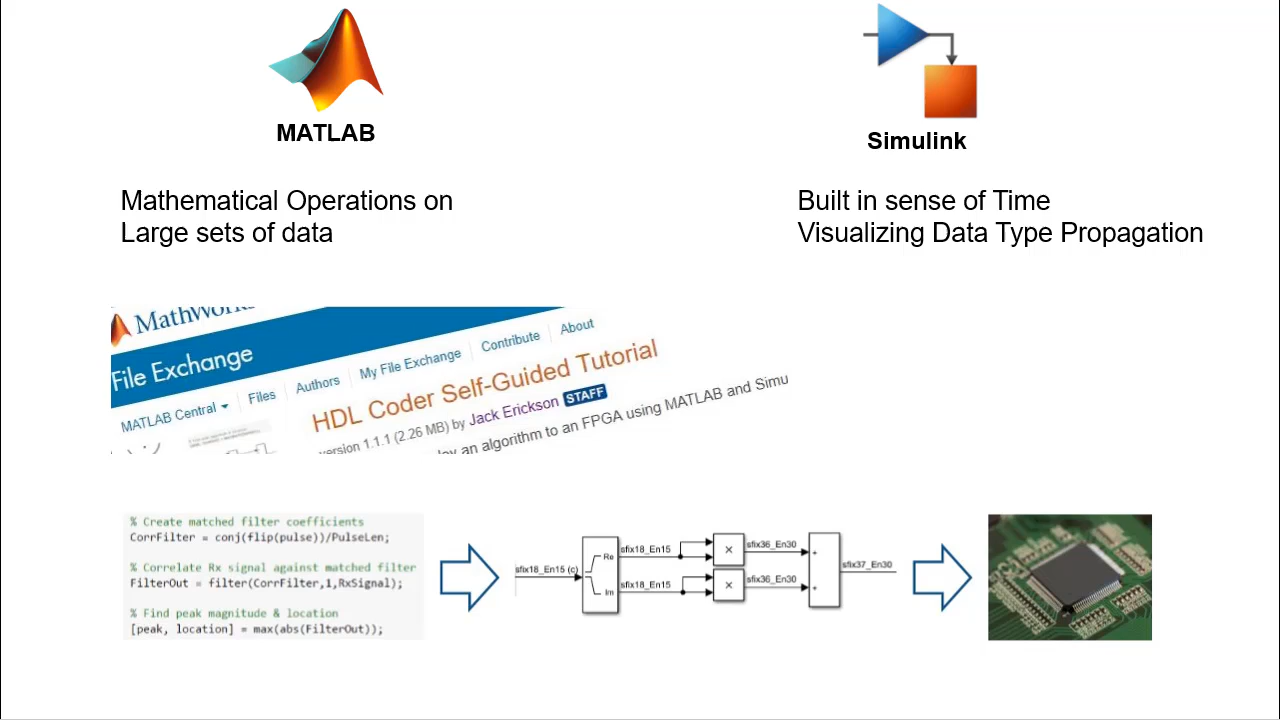 MATLAB
Simulink
Mathematical Operations on
Large sets of data
Built in sense of Time
Visualizing Data Type Propagation
MathWorks
File Exchange
MATLAB Central
Files
Authors
My File Exchange
Contribute
About
HDL Coder Self-Guided Tutorial
version 1.1.1 (2.26 MB) by Jack Erickson STAFF
an algorithm to an FPGA using MATLAB and Simu
% Create matched filter coefficients
CorrFilter = conj(flip(pulse))/PulseLen;
% Correlate Rx signal against matched filter
FilterOut = filter(CorrFilter,1,RxSignal);
% Find peak magnitude & location
[peak, location] = max(abs(FilterOut));
sfix18_En15 (c)
Re
Im
sfix18_En15
sfix18_En15
×
×
sfix36_En30
sfix36_En30
+
+
sfix37_En30